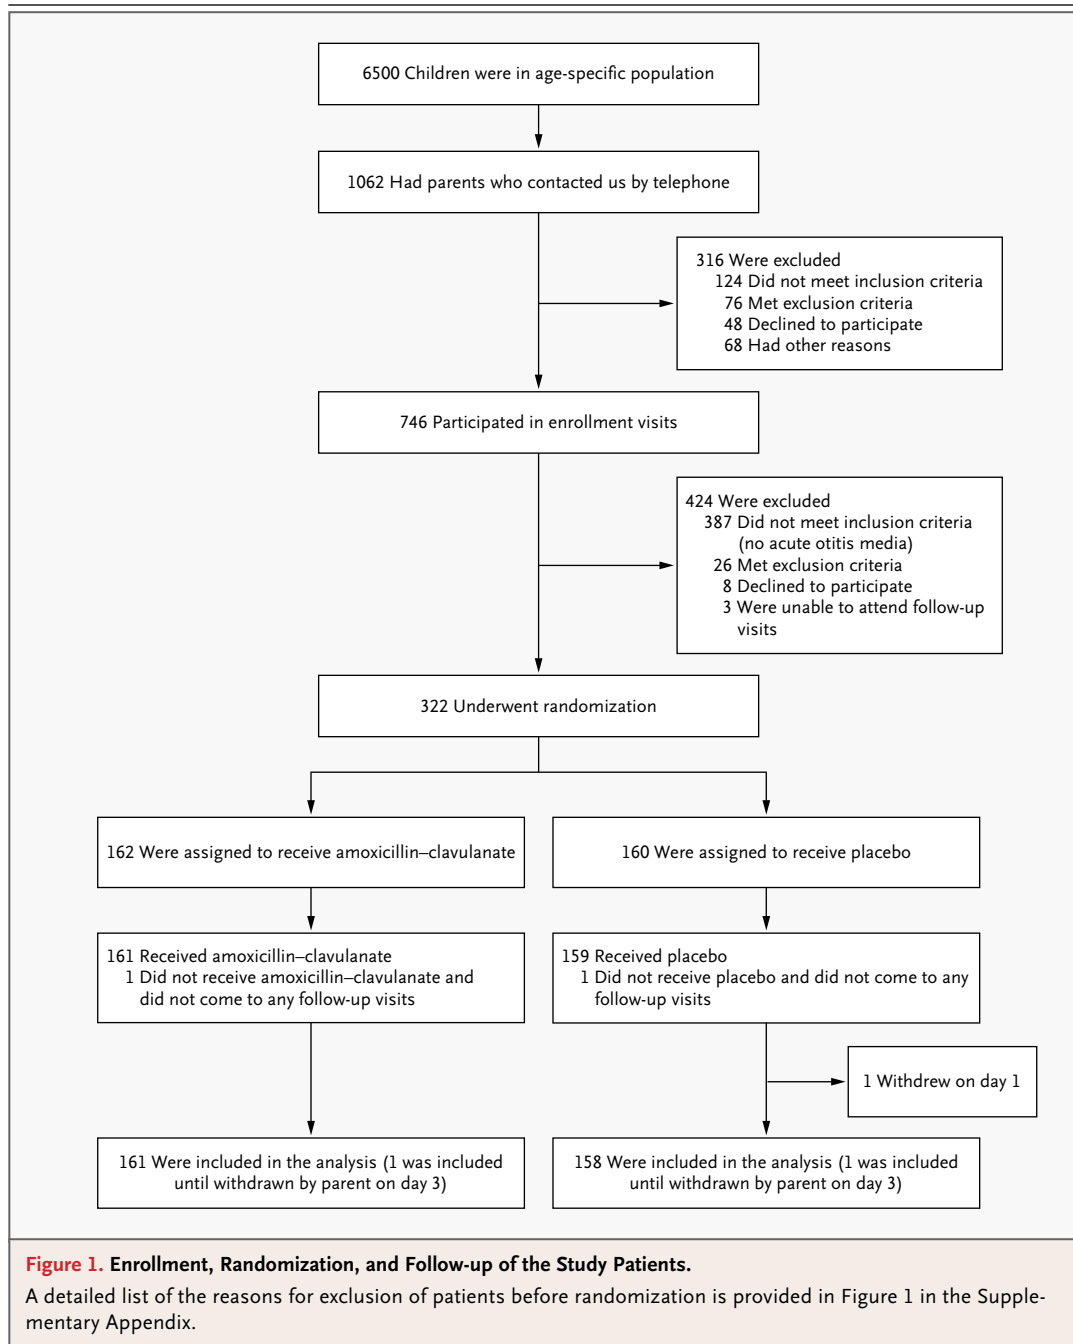 6500 Children were in age-specific population
1062 Had parents who contacted us by telephone
316 Were excluded
124 Did not meet inclusion criteria
76 Met exclusion criteria
48 Declined to participate
68 Had other reasons
746 Participated in enrollment visits
424 Were excluded
387 Did not meet inclusion criteria
(no acute otitis media)
26 Met exclusion criteria
8 Declined to participate
3 Were unable to attend follow-up
visits
322 Underwent randomization
162 Were assigned to receive amoxicillin–clavulanate
160 Were assigned to receive placebo
161 Received amoxicillin–clavulanate
1 Did not receive amoxicillin–clavulanate and
did not come to any follow-up visits
159 Received placebo
1 Did not receive placebo and did not come to any
follow-up visits
1 Withdrew on day 1
161 Were included in the analysis (1 was included
until withdrawn by parent on day 3)
158 Were included in the analysis (1 was included
until withdrawn by parent on day 3)
Figure 1. Enrollment, Randomization, and Follow-up of the Study Patients.
A detailed list of the reasons for exclusion of patients before randomization is provided in Figure 1 in the Supple-
mentary Appendix.